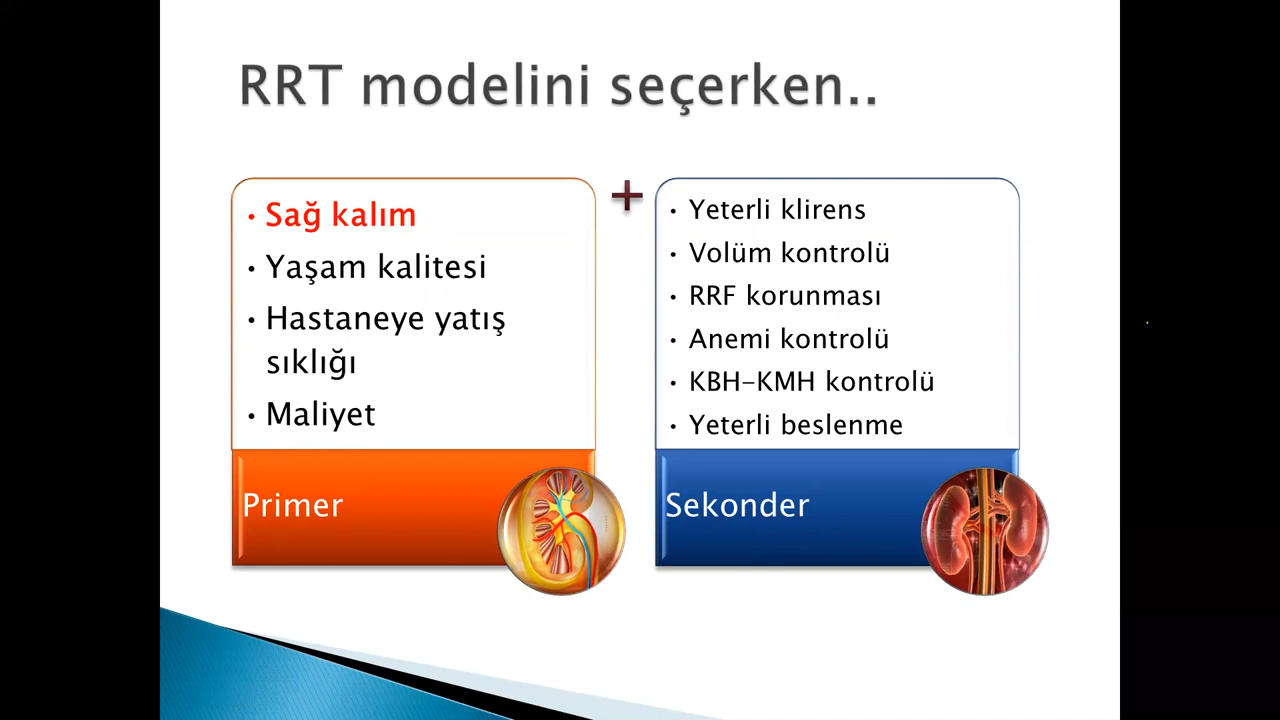 RRT modelini seçerken..
• Sağ kalım
• Yaşam kalitesi
• Hastaneye yatış
sıklığı
• Maliyet
Primer
+
• Yeterli klirens
• Volüm kontrolü
• RRF korunması
• Anemi kontrolü
• KBH-KMH kontrolü
• Yeterli beslenme
Sekonder